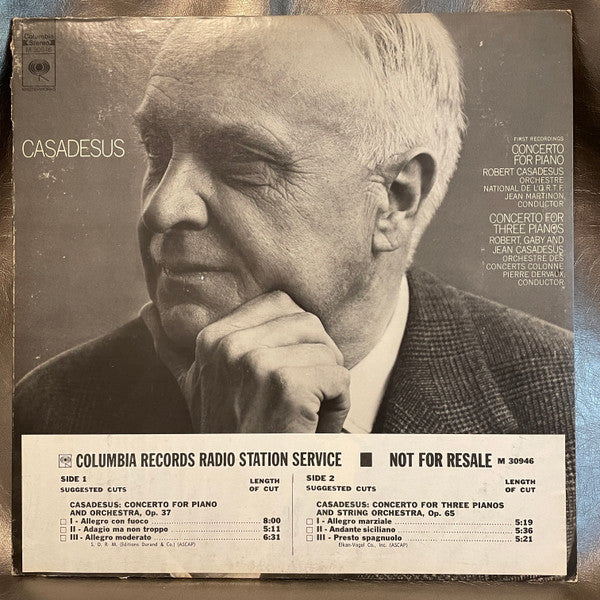 Columbia
Stereo
MASTERWORKS
CASADESUS
FIRST RECORDINGS
CONCERTO
FOR PIANO
ROBERT CASADESUS
ORCHESTRE
NATIONAL DE L'O.R.T.F.
JEAN MARTINON,
CONDUCTOR
CONCERTO FOR
THREE PIANOS
ROBERT, GABY AND
JEAN CASADESUS
ORCHESTRE DES
CONCERTS COLONNE
PIERRE DERVAUX,
CONDUCTOR
COLUMBIA RECORDS RADIO STATION SERVICE ■ NOT FOR RESALE M 30946
SIDE 1 LENGTH
SUGGESTED CUTS OF CUT
CASADESUS: CONCERTO FOR PIANO
AND ORCHESTRA, Op. 37
I - Allegro con fuoco 8:00
II - Adagio ma non troppo 5:11
III - Allegro moderato 6:31
S. D. R. M. (Editions Durand & Co.) (ASCAP)
SIDE 2 LENGTH
SUGGESTED CUTS OF CUT
CASADESUS: CONCERTO FOR THREE PIANOS
AND STRING ORCHESTRA, Op. 65
I - Allegro marziale 5:19
II - Andante siciliano 5:36
III - Presto spagnuolo 5:21
Elkan-Vogel Co., Inc. (ASCAP)